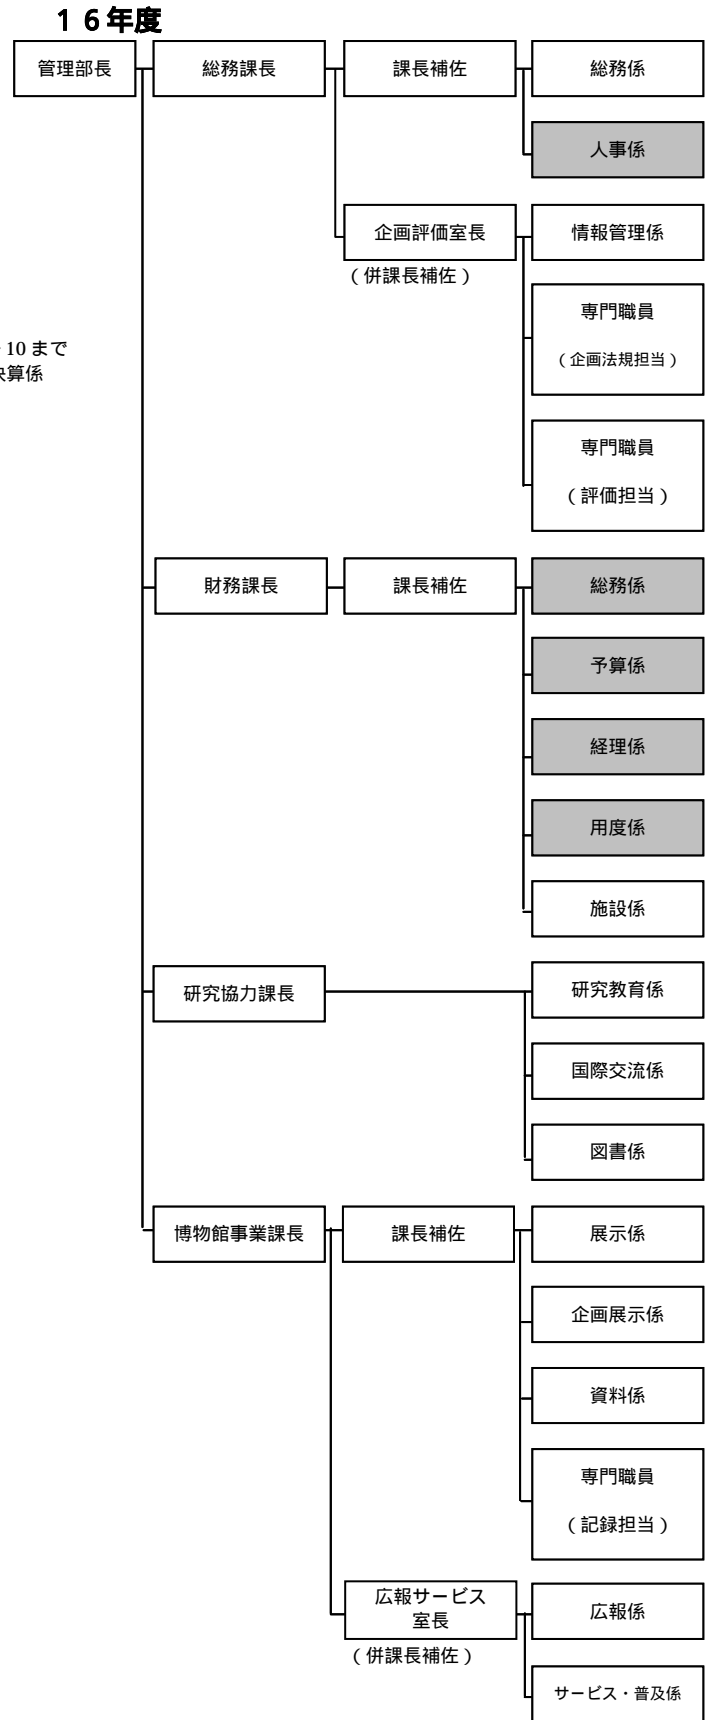 １６年度
管理部長
総務課長
課長補佐
総務係
人事係
企画評価室長
（併課長補佐）
情報管理係
専門職員
（企画法規担当）
専門職員
（評価担当）
10 まで
決算係
財務課長
課長補佐
総務係
予算係
経理係
用度係
施設係
研究協力課長
研究教育係
国際交流係
図書係
博物館事業課長
課長補佐
展示係
企画展示係
資料係
専門職員
（記録担当）
広報サービス
室長
（併課長補佐）
広報係
サービス・普及係